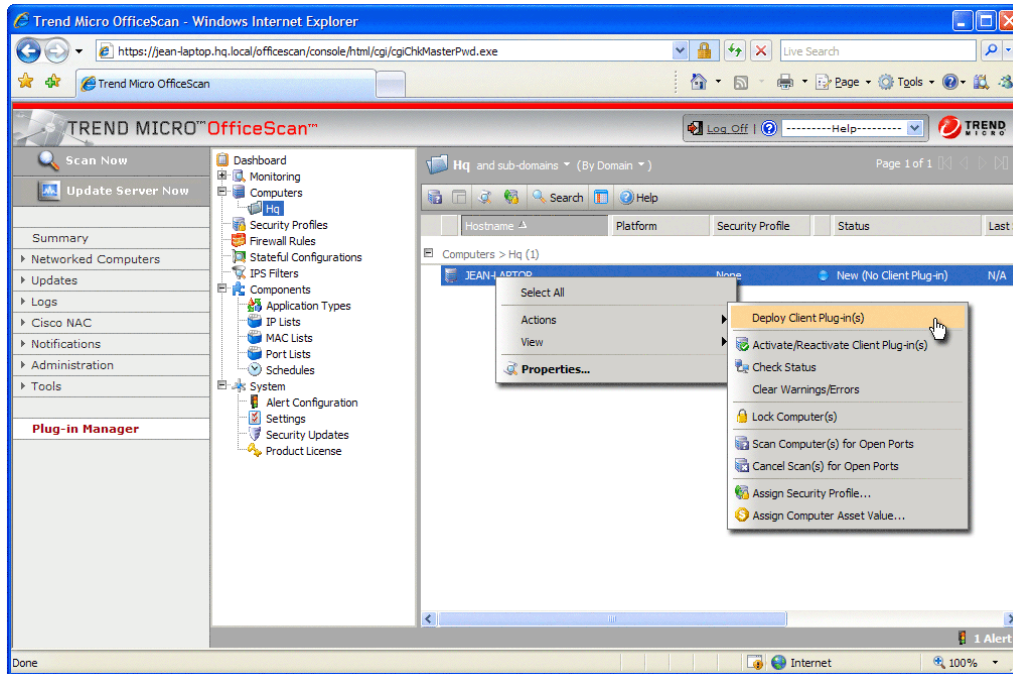 Trend Micro OfficeScan - Windows Internet Explorer
https://jean-laptop.hq.local/officescan/console/html/cgi/cgiChkMasterPwd.exe
Live Search
Trend Micro OfficeScan
Page
Tools
TREND MICRO™ OfficeScan™
Log Off | ---------Help---------
TREND MICRO
Scan Now
Update Server Now
Summary
Networked Computers
Updates
Logs
Cisco NAC
Notifications
Administration
Tools
Plug-in Manager
Dashboard
Monitoring
Computers
Hq
Security Profiles
Firewall Rules
Stateful Configurations
IPS Filters
Components
Application Types
IP Lists
MAC Lists
Port Lists
Schedules
System
Alert Configuration
Settings
Security Updates
Product License
Hq and sub-domains (By Domain)
Page 1 of 1
Search
Help
Hostname Platform Security Profile Status Last
Computers > Hq (1)
JEAN-LAPTOP None New (No Client Plug-in) N/A
Select All
Actions
View
Properties...
Deploy Client Plug-in(s)
Activate/Reactivate Client Plug-in(s)
Check Status
Clear Warnings/Errors
Lock Computer(s)
Scan Computer(s) for Open Ports
Cancel Scan(s) for Open Ports
Assign Security Profile...
Assign Computer Asset Value...
1 Alert
Done
Internet
100%